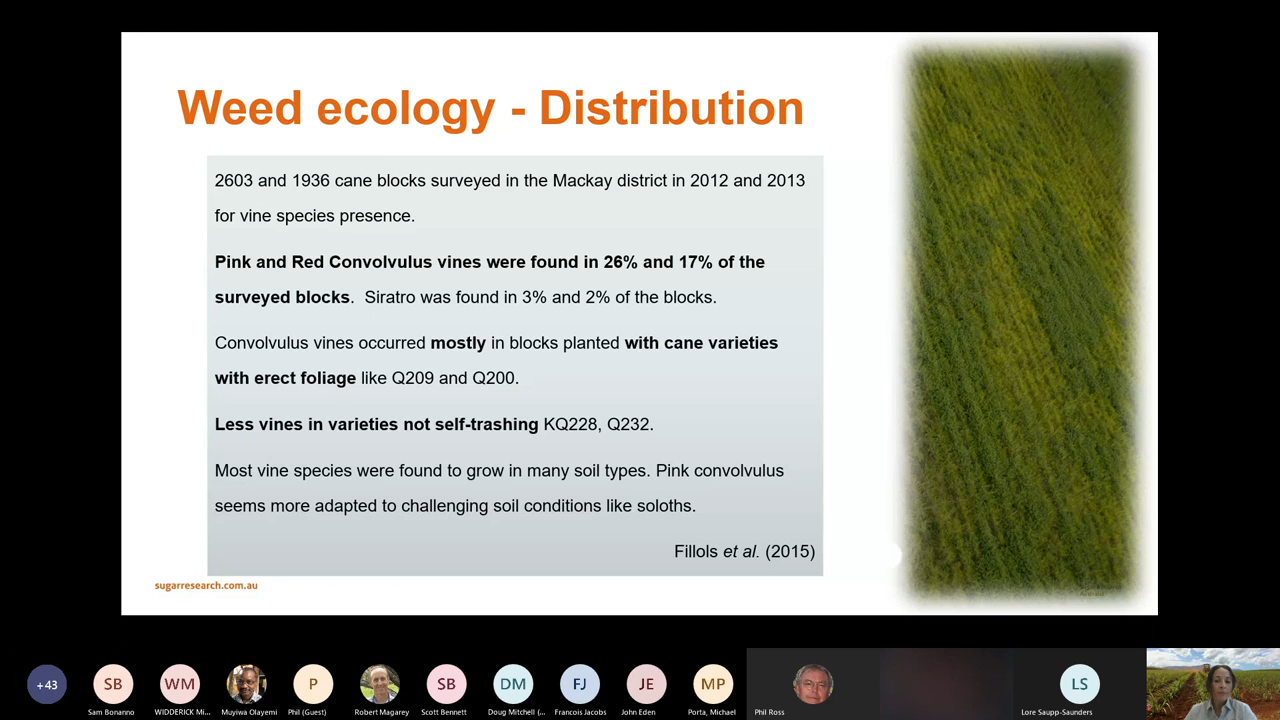 Weed ecology - Distribution
2603 and 1936 cane blocks surveyed in the Mackay district in 2012 and 2013
for vine species presence.
Pink and Red Convolvulus vines were found in 26% and 17% of the
surveyed blocks. Siratro was found in 3% and 2% of the blocks.
Convolvulus vines occurred mostly in blocks planted with cane varieties
with erect foliage like Q209 and Q200.
Less vines in varieties not self-trashing KQ228, Q232.
Most vine species were found to grow in many soil types. Pink convolvulus
seems more adapted to challenging soil conditions like soloths.
Fillols et al. (2015)
sugarresearch.com.au
+43
SB
WM
P
SB
DM
FJ
JE
MP
LS
Sam Bonanno
WIDDERICK Mi...
Muyiwa Olayemi
Phil (Guest)
Robert Magarey
Scott Bennett
Doug Mitchell (...
Francois Jacobs
John Eden
Porta, Michael
Phil Ross
Lore Saupp-Saunders